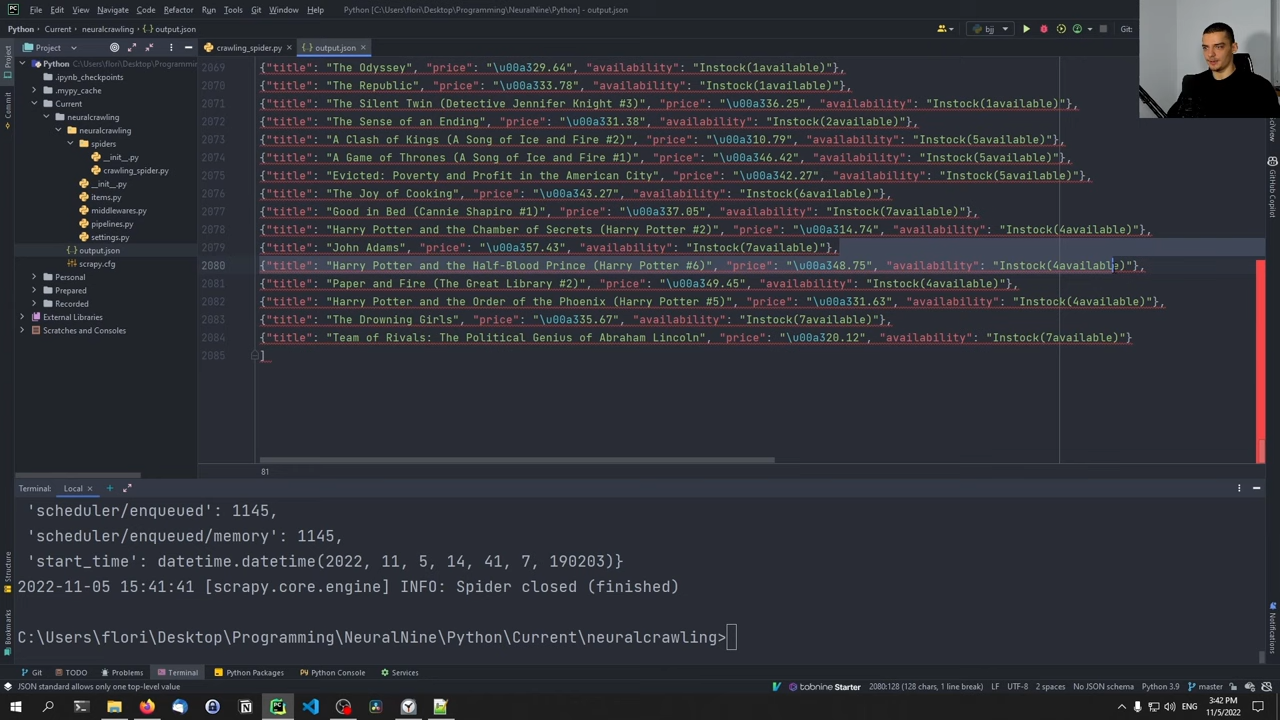 File Edit View Navigate Code Refactor Run Tools Git Window Help Python [C:\Users\flori\Desktop\Programming\NeuralNine\Python] - output.json
Python Current neuralcrawling output.json bjj Git:
Project crawling_spider.py output.json
Python C:\Users\flori\Desktop\Programm
.ipynb_checkpoints
.mypy_cache
Current
neuralcrawling
neuralcrawling
spiders
__init__.py
crawling_spider.py
__init__.py
items.py
middlewares.py
pipelines.py
settings.py
output.json
scrapy.cfg
Personal
Prepared
Recorded
External Libraries
Scratches and Consoles
2069 {"title": "The Odyssey", "price": "\u00a329.64", "availability": "Instock(1available)"},
2070 {"title": "The Republic", "price": "\u00a333.78", "availability": "Instock(1available)"},
2071 {"title": "The Silent Twin (Detective Jennifer Knight #3)", "price": "\u00a336.25", "availability": "Instock(1available)"},
2072 {"title": "The Sense of an Ending", "price": "\u00a331.38", "availability": "Instock(2available)"},
2073 {"title": "A Clash of Kings (A Song of Ice and Fire #2)", "price": "\u00a310.79", "availability": "Instock(5available)"},
2074 {"title": "A Game of Thrones (A Song of Ice and Fire #1)", "price": "\u00a346.42", "availability": "Instock(5available)"},
2075 {"title": "Evicted: Poverty and Profit in the American City", "price": "\u00a342.27", "availability": "Instock(5available)"},
2076 {"title": "The Joy of Cooking", "price": "\u00a343.27", "availability": "Instock(6available)"},
2077 {"title": "Good in Bed (Cannie Shapiro #1)", "price": "\u00a337.05", "availability": "Instock(7available)"},
2078 {"title": "Harry Potter and the Chamber of Secrets (Harry Potter #2)", "price": "\u00a314.74", "availability": "Instock(4available)"},
2079 {"title": "John Adams", "price": "\u00a357.43", "availability": "Instock(7available)"},
2080 {"title": "Harry Potter and the Half-Blood Prince (Harry Potter #6)", "price": "\u00a348.75", "availability": "Instock(4available)"},
2081 {"title": "Paper and Fire (The Great Library #2)", "price": "\u00a349.45", "availability": "Instock(4available)"},
2082 {"title": "Harry Potter and the Order of the Phoenix (Harry Potter #5)", "price": "\u00a331.63", "availability": "Instock(4available)"},
2083 {"title": "The Drowning Girls", "price": "\u00a335.67", "availability": "Instock(7available)"},
2084 {"title": "Team of Rivals: The Political Genius of Abraham Lincoln", "price": "\u00a320.12", "availability": "Instock(7available)"}
2085 ]
81
Project
Commit
Structure
Bookmarks
SciView
GitHub Copilot
Notifications
Terminal: Local
'scheduler/enqueued': 1145,
'scheduler/enqueued/memory': 1145,
'start_time': datetime.datetime(2022, 11, 5, 14, 41, 7, 190203)}
2022-11-05 15:41:41 [scrapy.core.engine] INFO: Spider closed (finished)
C:\Users\flori\Desktop\Programming\NeuralNine\Python\Current\neuralcrawling>
Git TODO Problems Terminal Python Packages Python Console Services
JSON standard allows only one top-level value tabnine Starter 2080:128 (128 chars, 1 line break) LF UTF-8 2 spaces No JSON schema Python 3.9 master
ENG 3:42 PM
11/5/2022